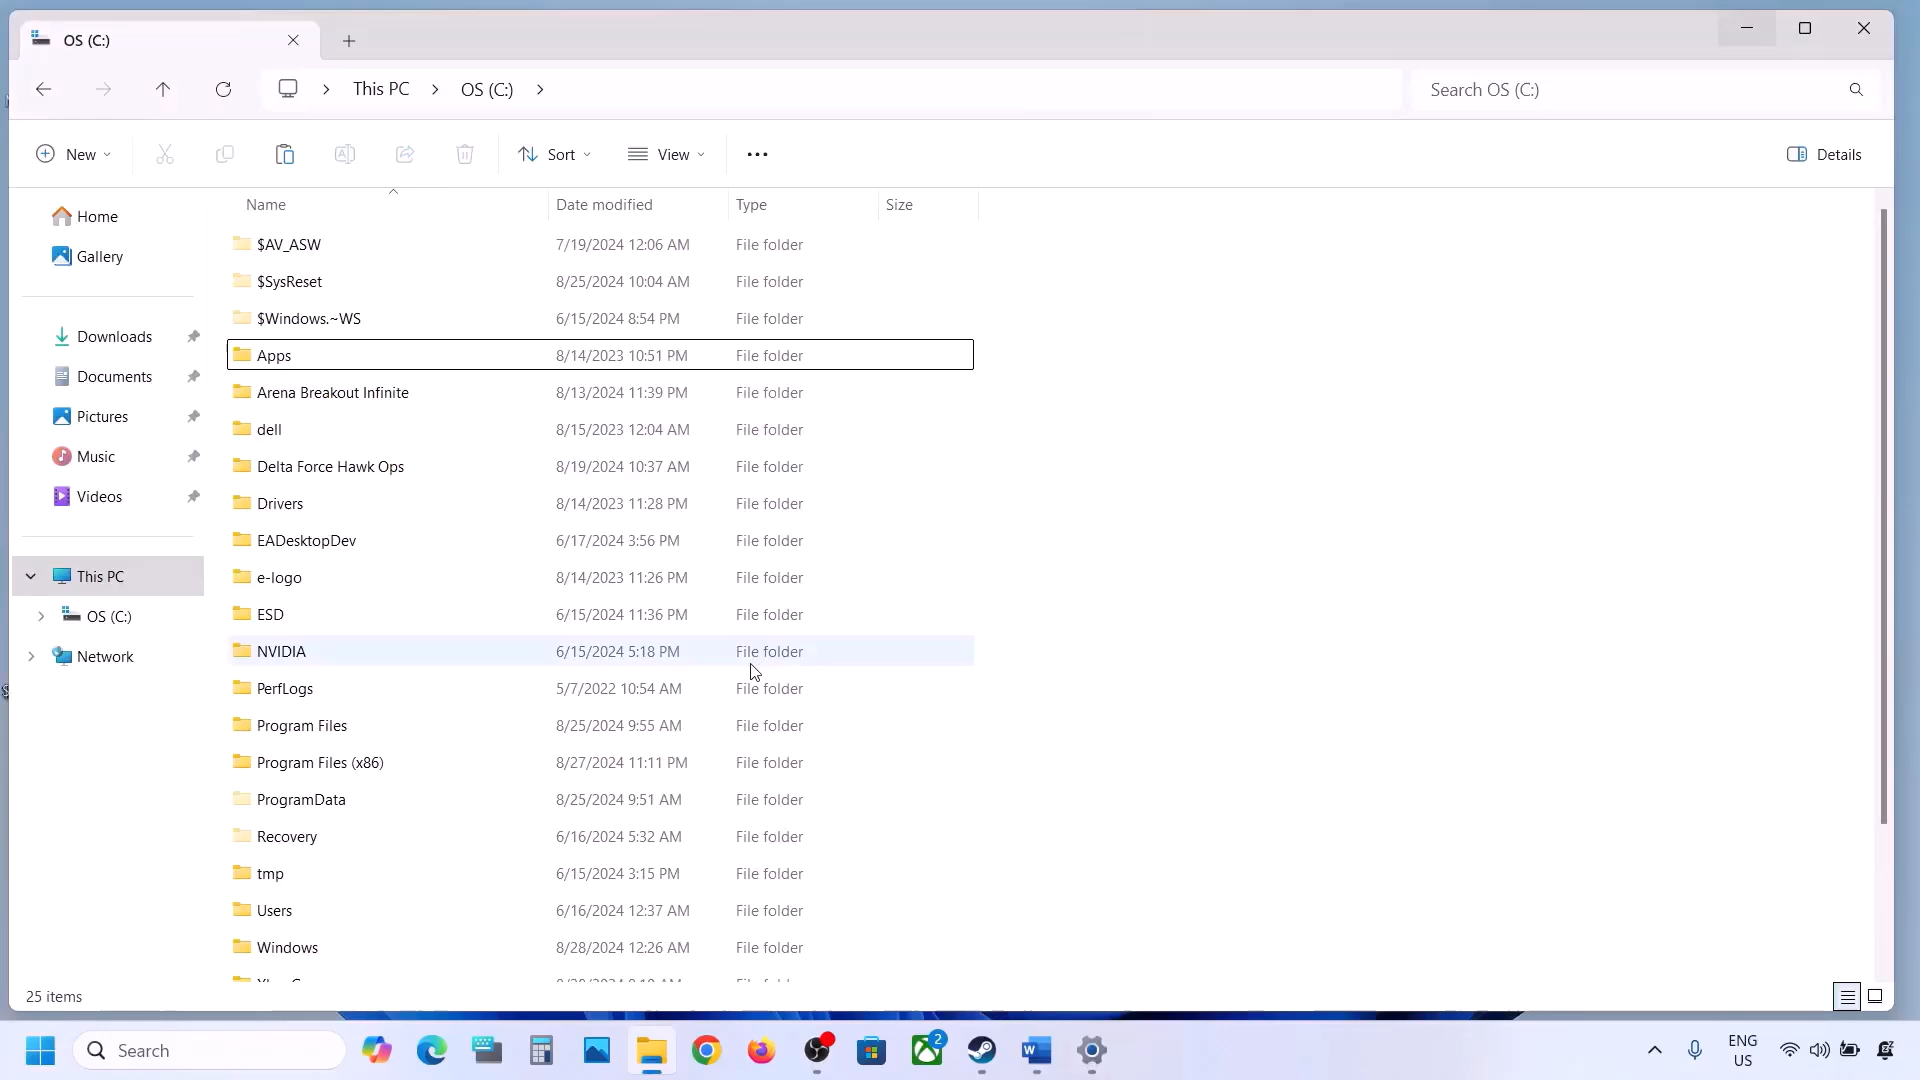 OS (C:)
This PC
OS (C:)
Search OS (C:)
New
Sort
View
Details
Name Date modified Type Size
Home
Gallery
Downloads
Documents
Pictures
Music
Videos
This PC
OS (C:)
Network
$AV_ASW 7/19/2024 12:06 AM File folder
$SysReset 8/25/2024 10:04 AM File folder
$Windows.~WS 6/15/2024 8:54 PM File folder
Apps 8/14/2023 10:51 PM File folder
Arena Breakout Infinite 8/13/2024 11:39 PM File folder
dell 8/15/2023 12:04 AM File folder
Delta Force Hawk Ops 8/19/2024 10:37 AM File folder
Drivers 8/14/2023 11:28 PM File folder
EADesktopDev 6/17/2024 3:56 PM File folder
e-logo 8/14/2023 11:26 PM File folder
ESD 6/15/2024 11:36 PM File folder
NVIDIA 6/15/2024 5:18 PM File folder
PerfLogs 5/7/2022 10:54 AM File folder
Program Files 8/25/2024 9:55 AM File folder
Program Files (x86) 8/27/2024 11:11 PM File folder
ProgramData 8/25/2024 9:51 AM File folder
Recovery 6/16/2024 5:32 AM File folder
tmp 6/15/2024 3:15 PM File folder
Users 6/16/2024 12:37 AM File folder
Windows 8/28/2024 12:26 AM File folder
25 items
Search
2
ENG
US